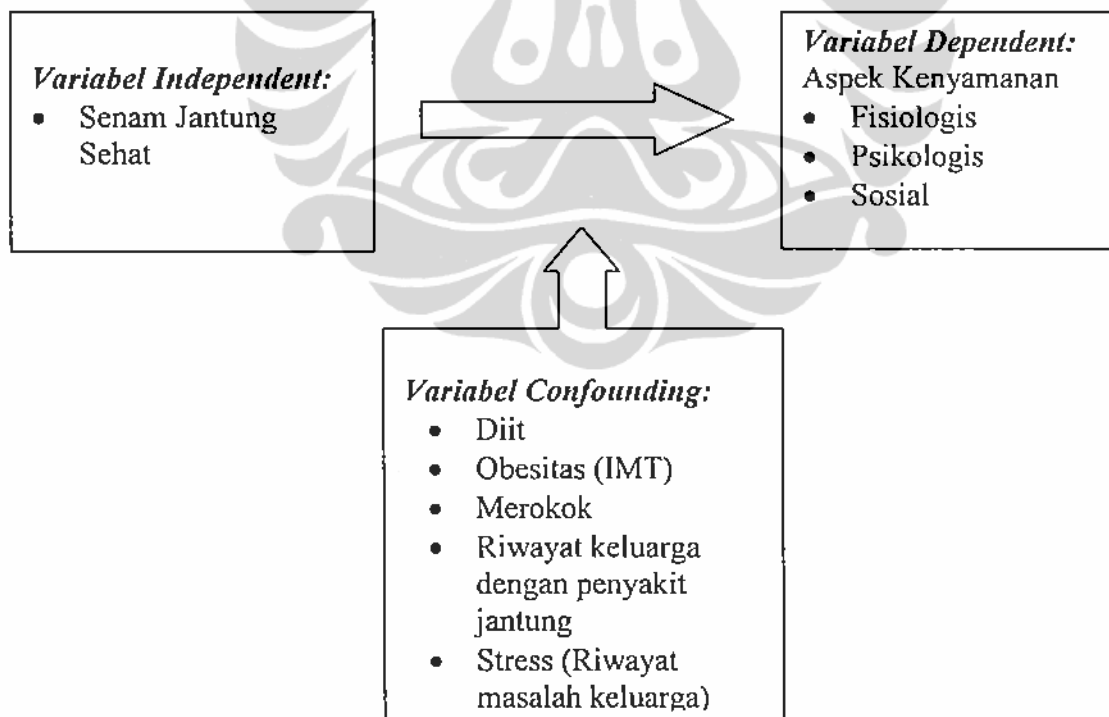 Variabel Independent:
• Senam Jantung
Sehat
Variabel Dependent:
Aspek Kenyamanan
• Fisiologis
• Psikologis
• Sosial
Variabel Confounding:
• Diit
• Obesitas (IMT)
• Merokok
• Riwayat keluarga
dengan penyakit
jantung
• Stress (Riwayat
masalah keluarga)